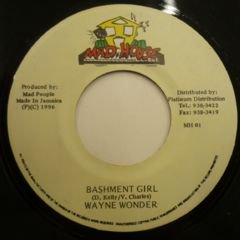 MAD HOUSE
Produced by:
Mad People
Made In Jamaica
(P)(C) 1996
Distributed by:
Platinum Distribution
Tel.: 938-3422
Fax: 938-3419
MH 01
BASHMENT GIRL
(D. Kelly/V. Charles)
WAYNE WONDER